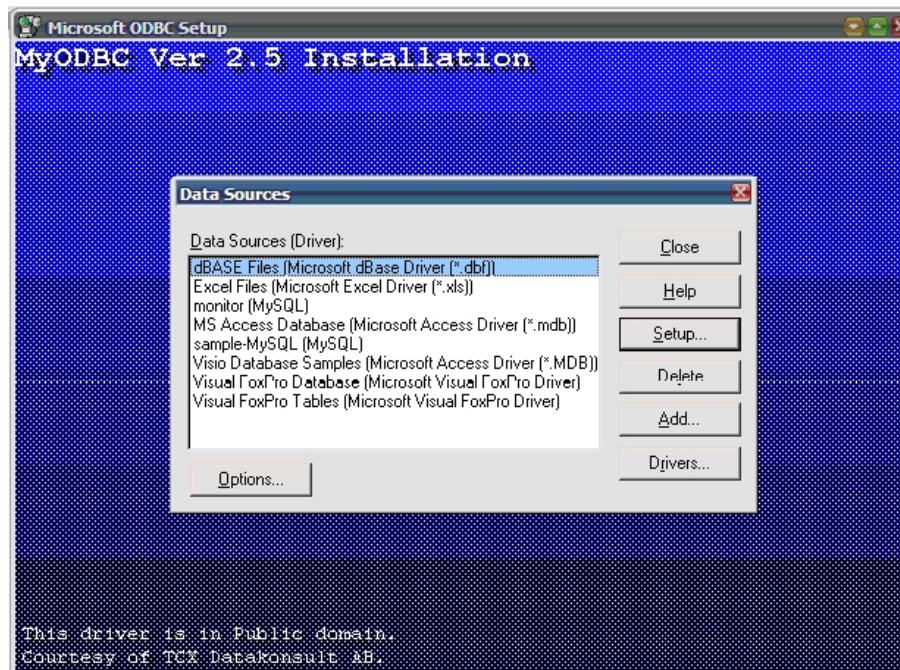 Microsoft ODBC Setup
MyODBC Ver 2.5 Installation
Data Sources
Data Sources (Driver):
dBASE Files (Microsoft dBase Driver (*.dbf))
Excel Files (Microsoft Excel Driver (*.xls))
monitor (MySQL)
MS Access Database (Microsoft Access Driver (*.mdb))
sample-MySQL (MySQL)
Visio Database Samples (Microsoft Access Driver (*.MDB))
Visual FoxPro Database (Microsoft Visual FoxPro Driver)
Visual FoxPro Tables (Microsoft Visual FoxPro Driver)
Close
Help
Setup...
Delete
Add...
Drivers...
Options...
This driver is in Public domain.
Courtesy of TCX Datakonsult AB.